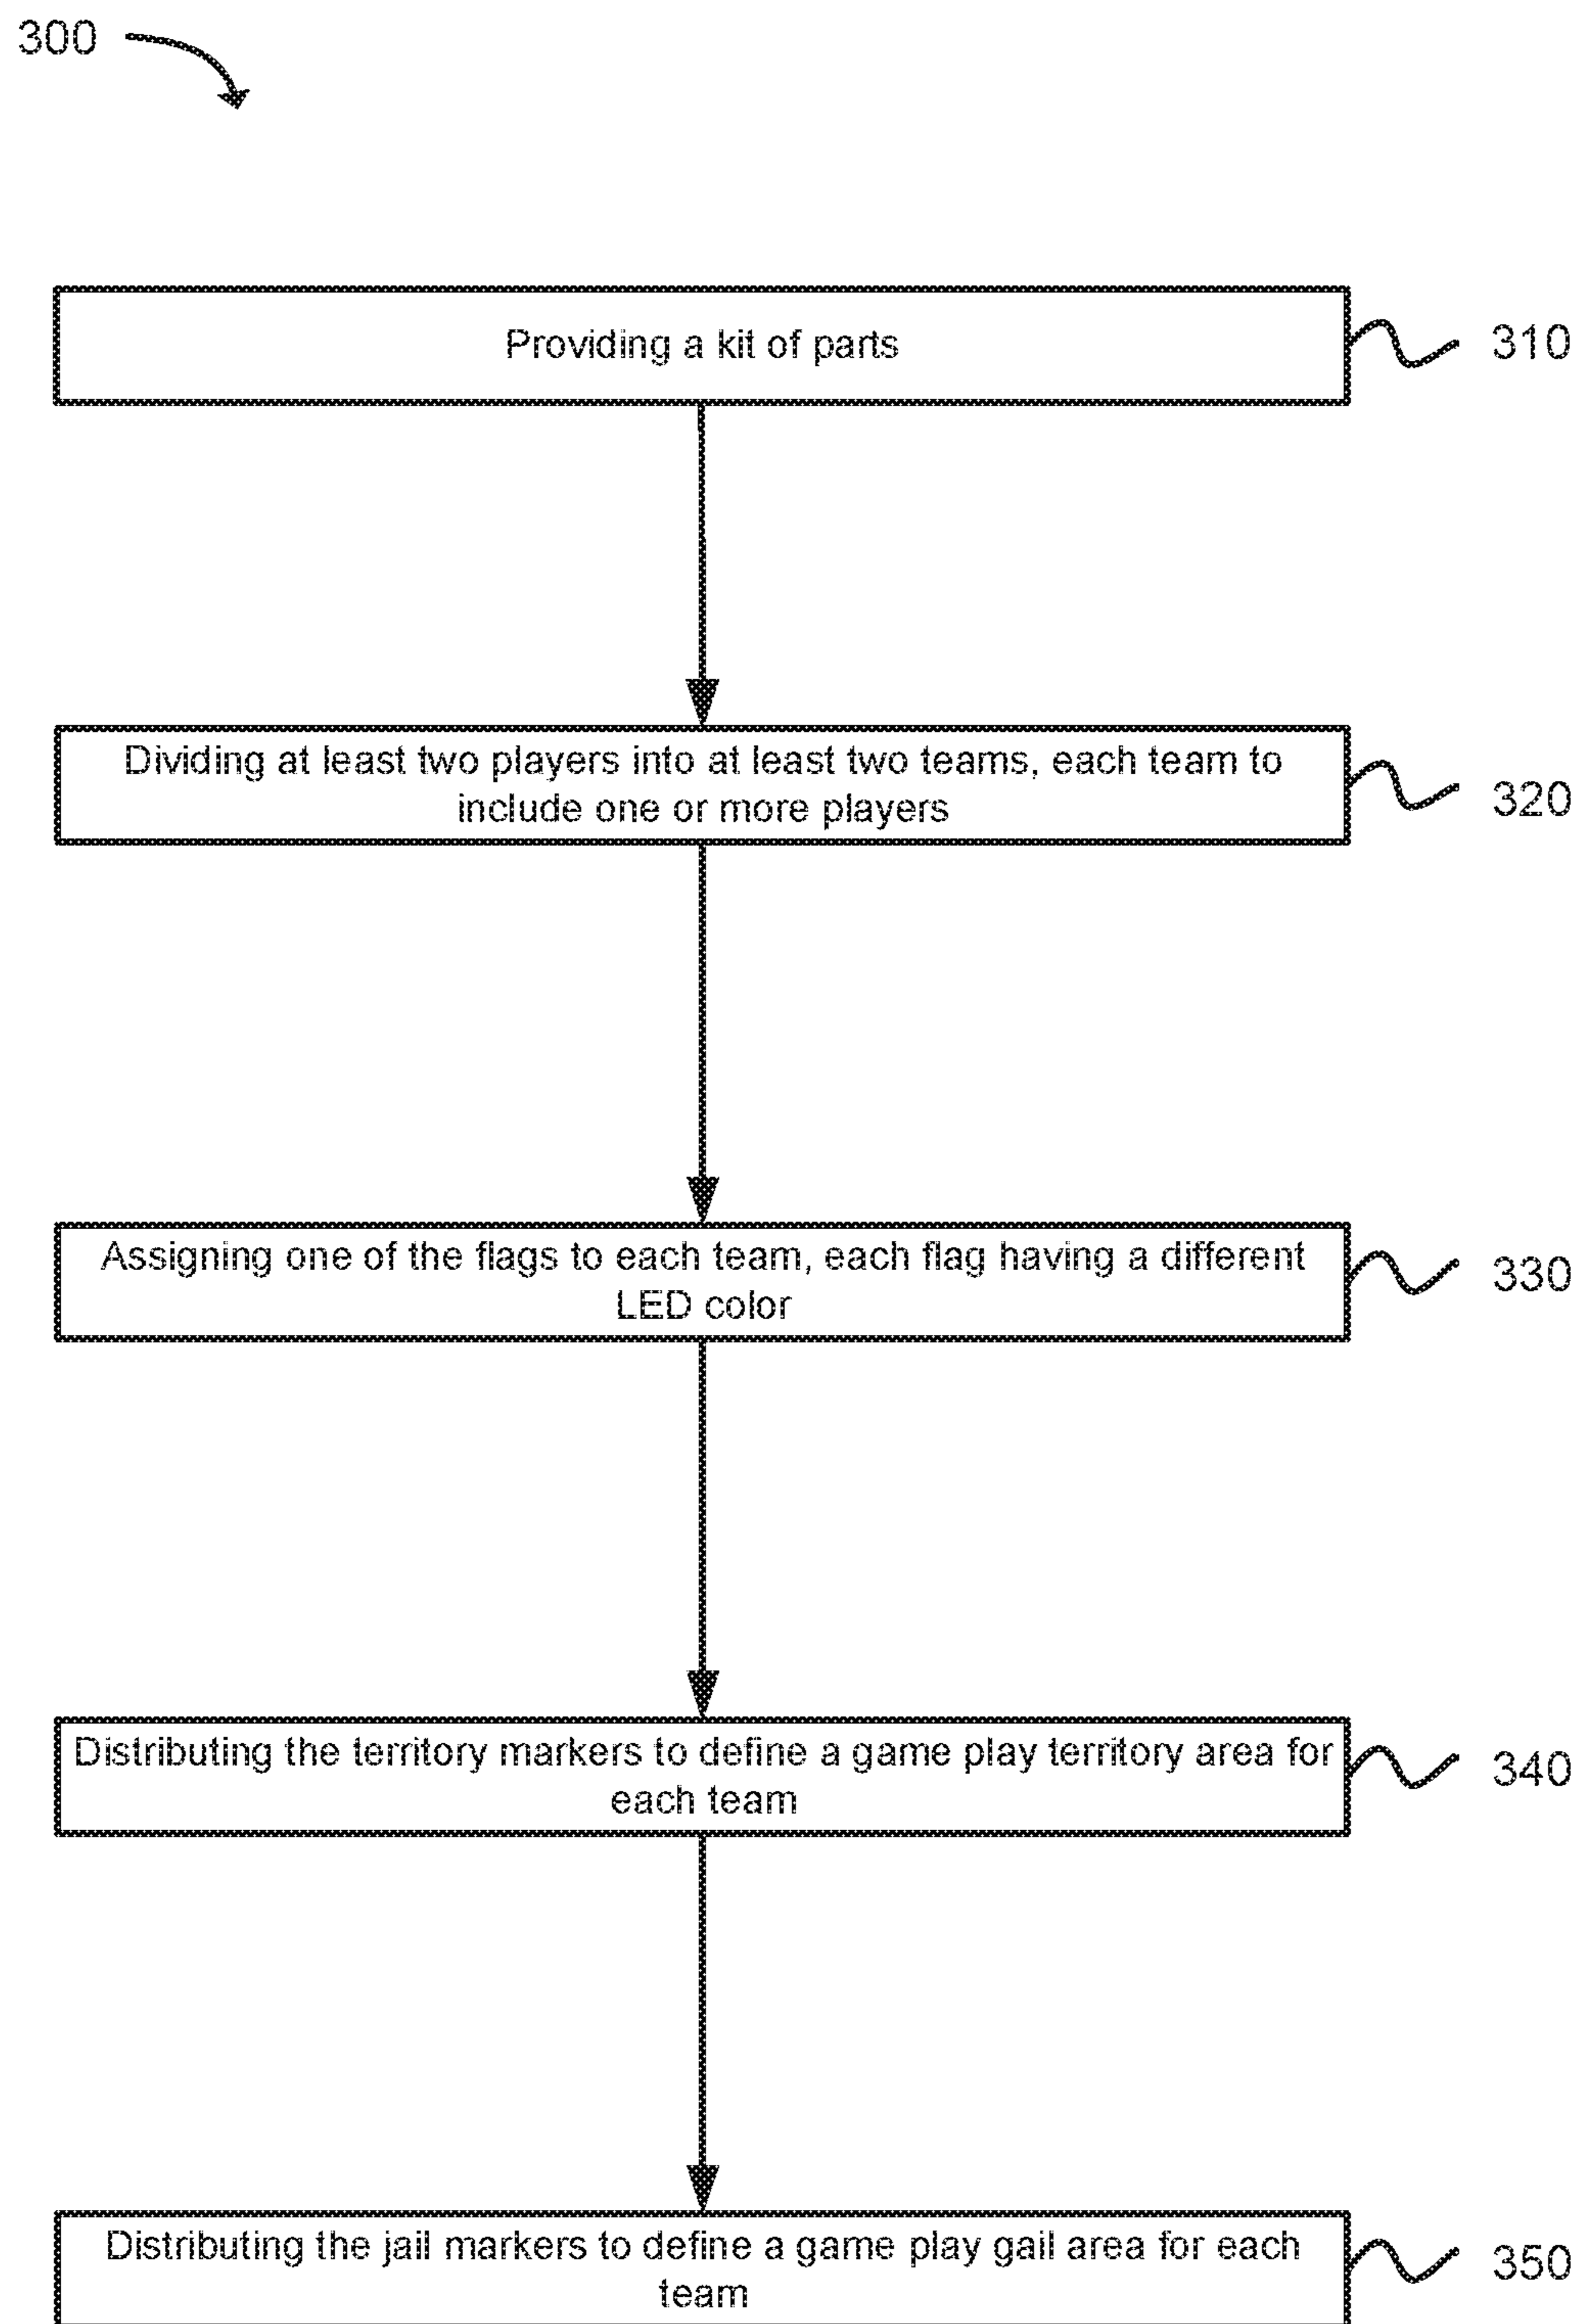 300
Providing a kit of parts
310
Dividing at least two players into at least two teams, each team to
include one or more players
320
Assigning one of the flags to each team, each flag having a different
LED color
330
Distributing the territory markers to define a game play territory area for
each team
340
Distributing the jail markers to define a game play gail area for each
team
350